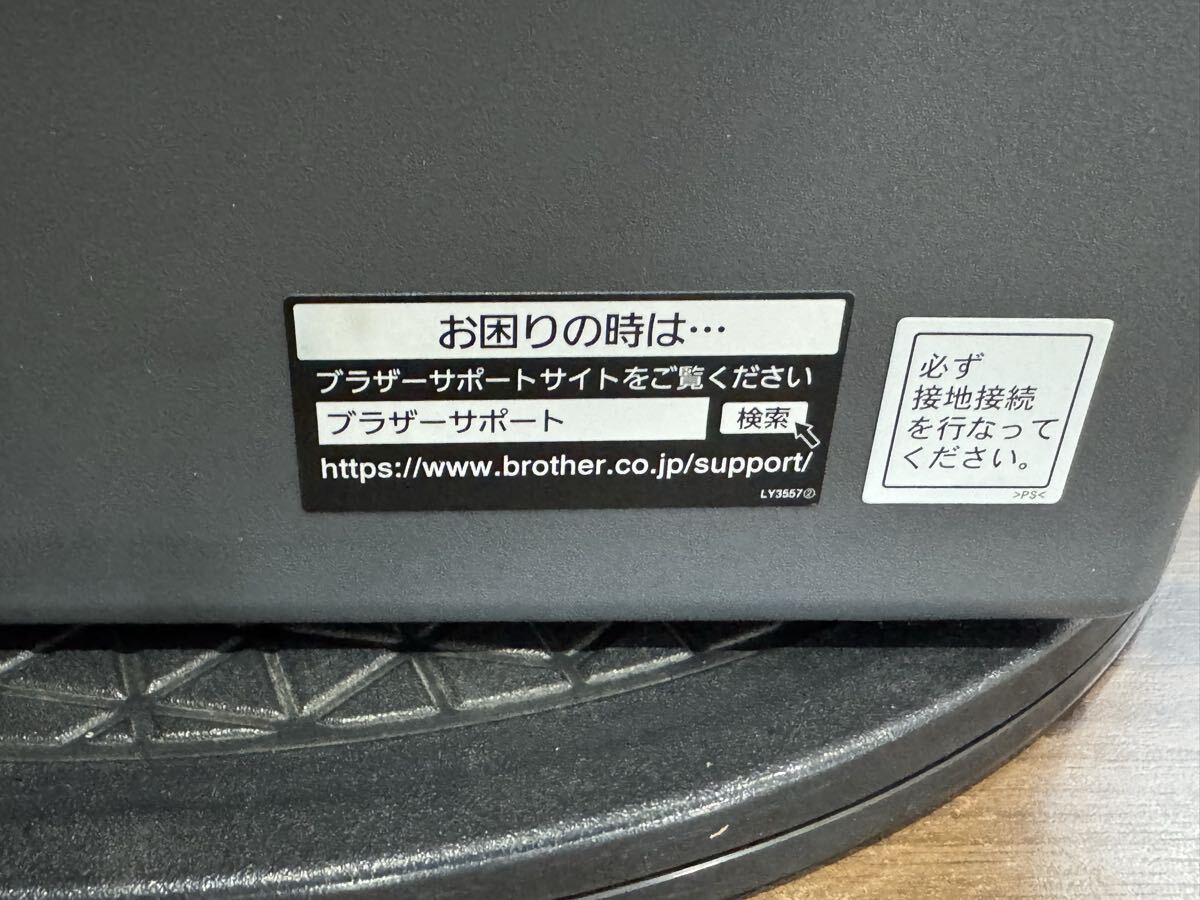 お困りの時は…
ブラザーサポートサイトをご覧ください
ブラザーサポート 検索
https://www.brother.co.jp/support/
LY3557②
必ず
接地接続
を行なって
ください。
>PS<